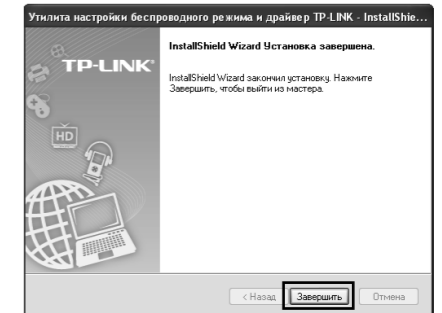 Утилита настройки беспроводного режима и драйвер TP-LINK - InstallShie...
InstallShield Wizard Установка завершена.
TP-LINK®
InstallShield Wizard закончил установку. Нажмите
Завершить, чтобы выйти из мастера.
HD
< Назад
Завершить
Отмена